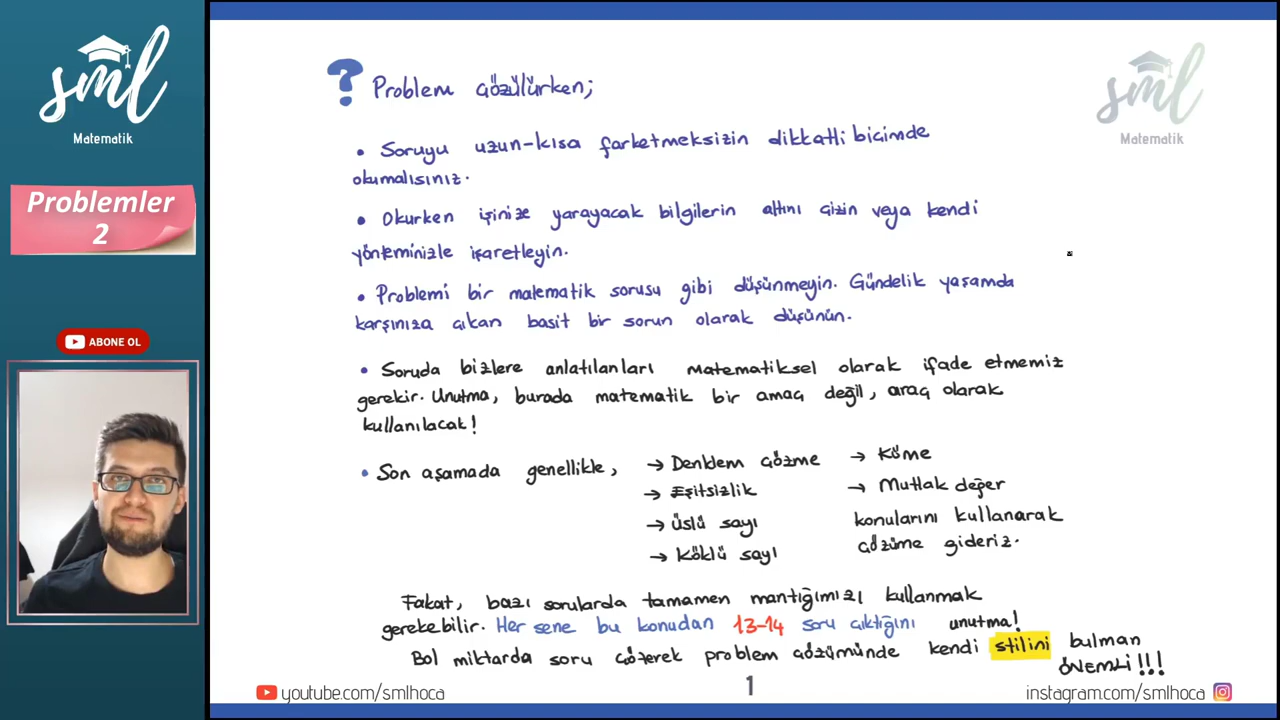 sml
Matematik
Problemler
2
ABONE OL
sml
Matematik
? Problem çözülürken;
• Soruyu uzun-kısa farketmeksizin dikkatli biçimde
okumalısınız.
• Okurken işinize yarayacak bilgilerin altını çizin veya kendi
yönteminizle işaretleyin.
• Problemi bir matematik sorusu gibi düşünmeyin. Gündelik yaşamda
karşınıza çıkan basit bir sorun olarak düşünün.
• Soruda bizlere anlatılanları matematiksel olarak ifade etmemiz
gerekir. Unutma, burada matematik bir amaç değil, araç olarak
kullanılacak!
• Son aşamada genellikle, → Denklem çözme → Küme
→ Eşitsizlik → Mutlak değer
→ üslü sayı konularını kullanarak
→ Köklü sayı çözüme gideriz.
Fakat, bazı sorularda tamamen mantığımızı kullanmak
gerekebilir. Her sene bu konudan 13-14 soru çıktığını unutma!
Bol miktarda soru çözerek problem çözümünde kendi stilini bulman
ÖNEMLİ!!!
youtube.com/smlhoca
1
instagram.com/smlhoca